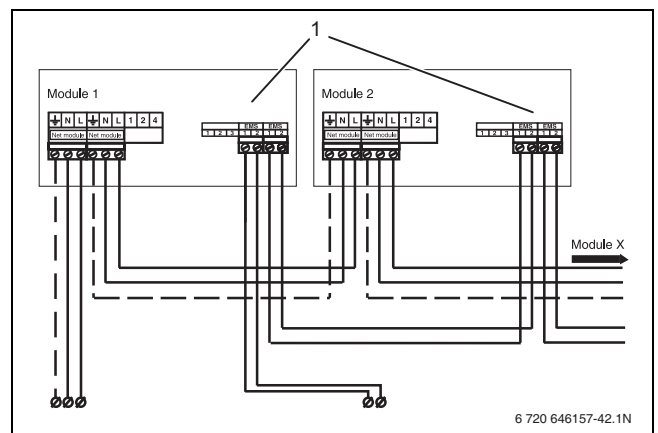 1
Module 1
Module 2
N L N L 1 2 4
EMS EMS
Net module Net module
1 2 3 1 2 1 2
N L N L 1 2 4
EMS EMS
Net module Net module
1 2 3 1 2 1 2
Module X
6 720 646157-42.1N